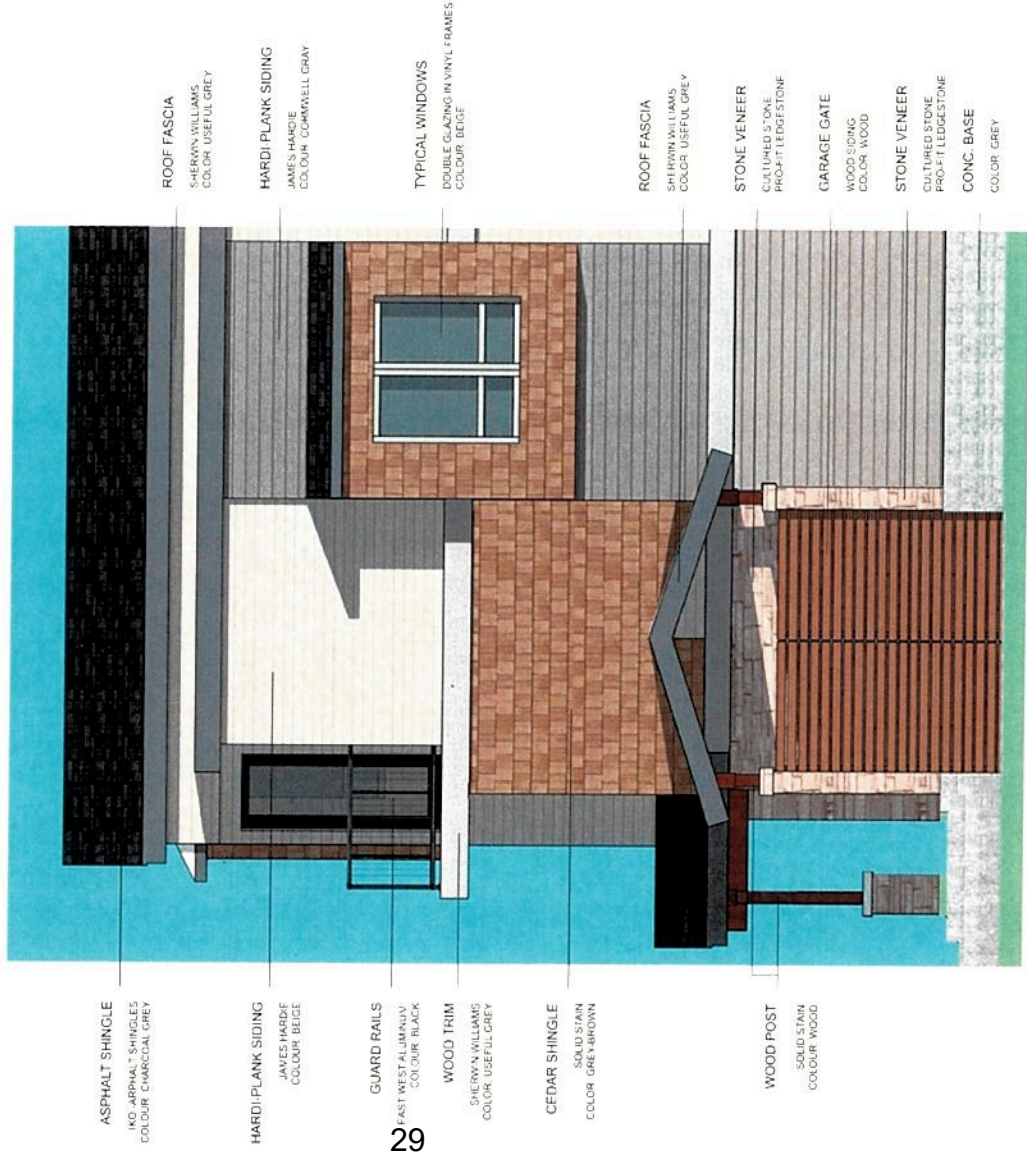 ROOF FASCIA
SHERWIN WILLIAMS
COLOR USEFUL GREY
HARDI-PLANK SIDING
JAMES HARDIE
COLOUR CORMWELL GRAY
TYPICAL WINDOWS
DOUBLE GLAZING IN VINYL FRAMES
COLOUR BEIGE
ROOF FASCIA
SHERWIN WILLIAMS
COLOR USEFUL GREY
STONE VENEER
CULTURED STONE
PRO-FIT LEDGESTONE
GARAGE GATE
WOOD SIDING
COLOR WOOD
STONE VENEER
CULTURED STONE
PRO-FIT LEDGESTONE
CONC. BASE
COLOR GREY
ASPHALT SHINGLE
IKO -ARPHALT SHINGLES
COLOUR CHARCOAL GREY
HARDI-PLANK SIDING
JAMES HARDIE
COLOUR BEIGE
GUARD RAILS
EAST WEST ALUMINUM
COLOUR BLACK
WOOD TRIM
SHERWIN WILLIAMS
COLOR USEFUL GREY
CEDAR SHINGLE
SOLID STAIN
COLOR GREY-BROWN
WOOD POST
SOLID STAIN
COLOUR WOOD
29